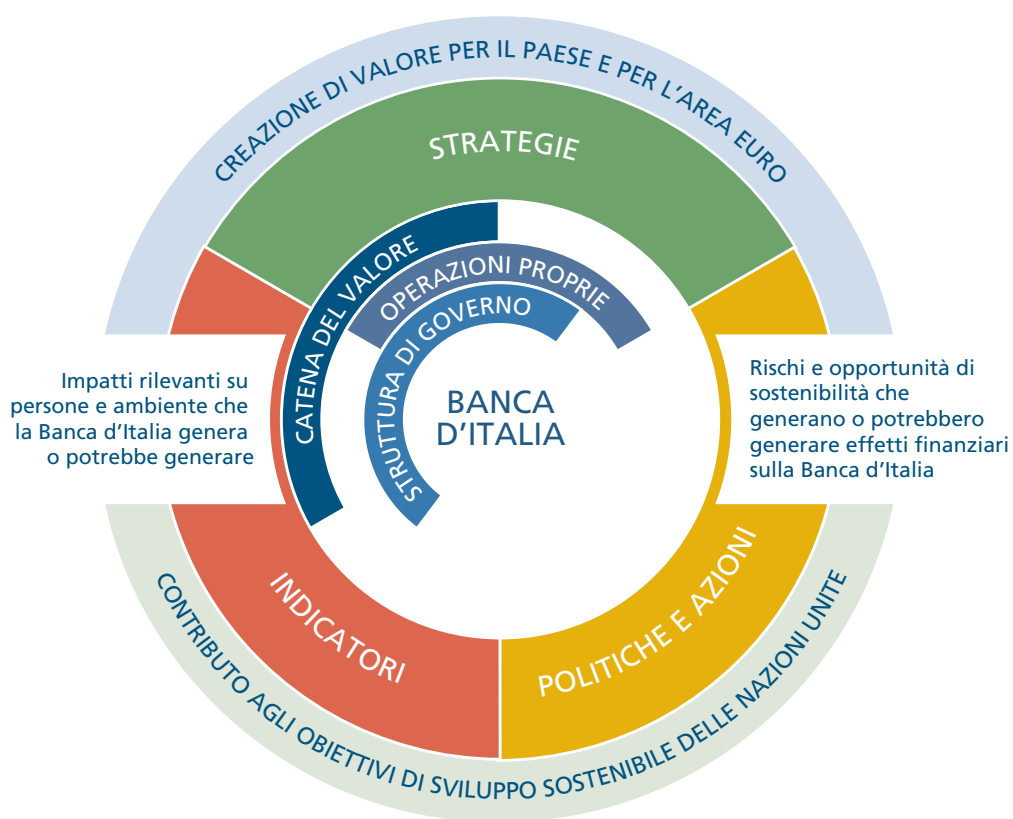 CREAZIONE DI VALORE PER IL PAESE E PER L'AREA EURO
STRATEGIE
CATENA DEL VALORE
OPERAZIONI PROPRIE
STRUTTURA DI GOVERNO
BANCA
D'ITALIA
Impatti rilevanti su
persone e ambiente che
la Banca d'Italia genera
o potrebbe generare
Rischi e opportunità di
sostenibilità che
generano o potrebbero
generare effetti finanziari
sulla Banca d'Italia
INDICATORI
POLITICHE E AZIONI
CONTRIBUTO AGLI OBIETTIVI DI SVILUPPO SOSTENIBILE DELLE NAZIONI UNITE